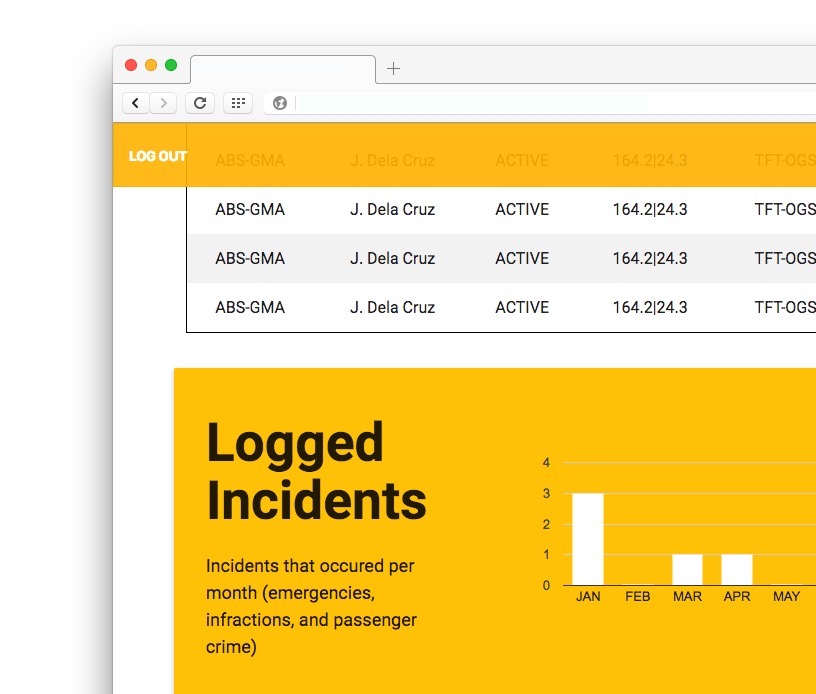 LOG OUT ABS-GMA J. Dela Cruz ACTIVE 164.2|24.3 TFT-OGS
ABS-GMA J. Dela Cruz ACTIVE 164.2|24.3 TFT-OGS
ABS-GMA J. Dela Cruz ACTIVE 164.2|24.3 TFT-OGS
ABS-GMA J. Dela Cruz ACTIVE 164.2|24.3 TFT-OGS
Logged
Incidents
Incidents that occured per
month (emergencies,
infractions, and passenger
crime)
4
3
2
1
0
JAN FEB MAR APR MAY